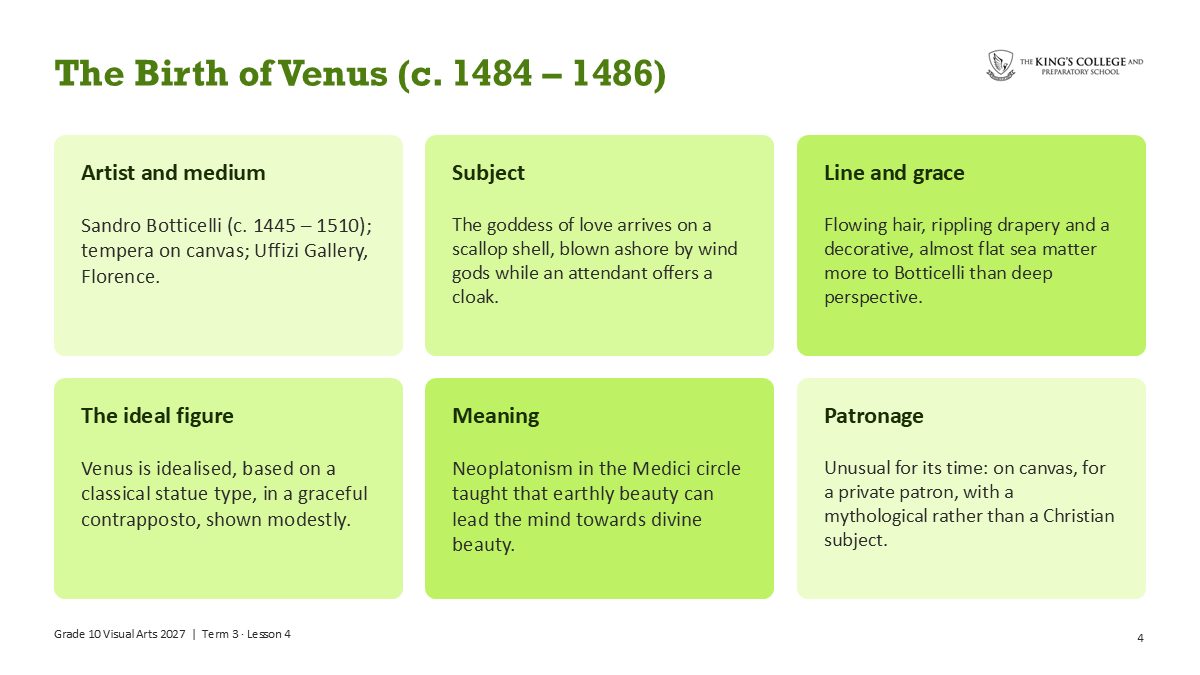 The Birth of Venus (c. 1484 – 1486)
THE KING'S COLLEGE AND
PREPARATORY SCHOOL
Artist and medium
Sandro Botticelli (c. 1445 – 1510);
tempera on canvas; Uffizi Gallery,
Florence.
Subject
The goddess of love arrives on a
scallop shell, blown ashore by wind
gods while an attendant offers a
cloak.
Line and grace
Flowing hair, rippling drapery and a
decorative, almost flat sea matter
more to Botticelli than deep
perspective.
The ideal figure
Venus is idealised, based on a
classical statue type, in a graceful
contrapposto, shown modestly.
Meaning
Neoplatonism in the Medici circle
taught that earthly beauty can
lead the mind towards divine
beauty.
Patronage
Unusual for its time: on canvas, for
a private patron, with a
mythological rather than a Christian
subject.
Grade 10 Visual Arts 2027 | Term 3 · Lesson 4
4